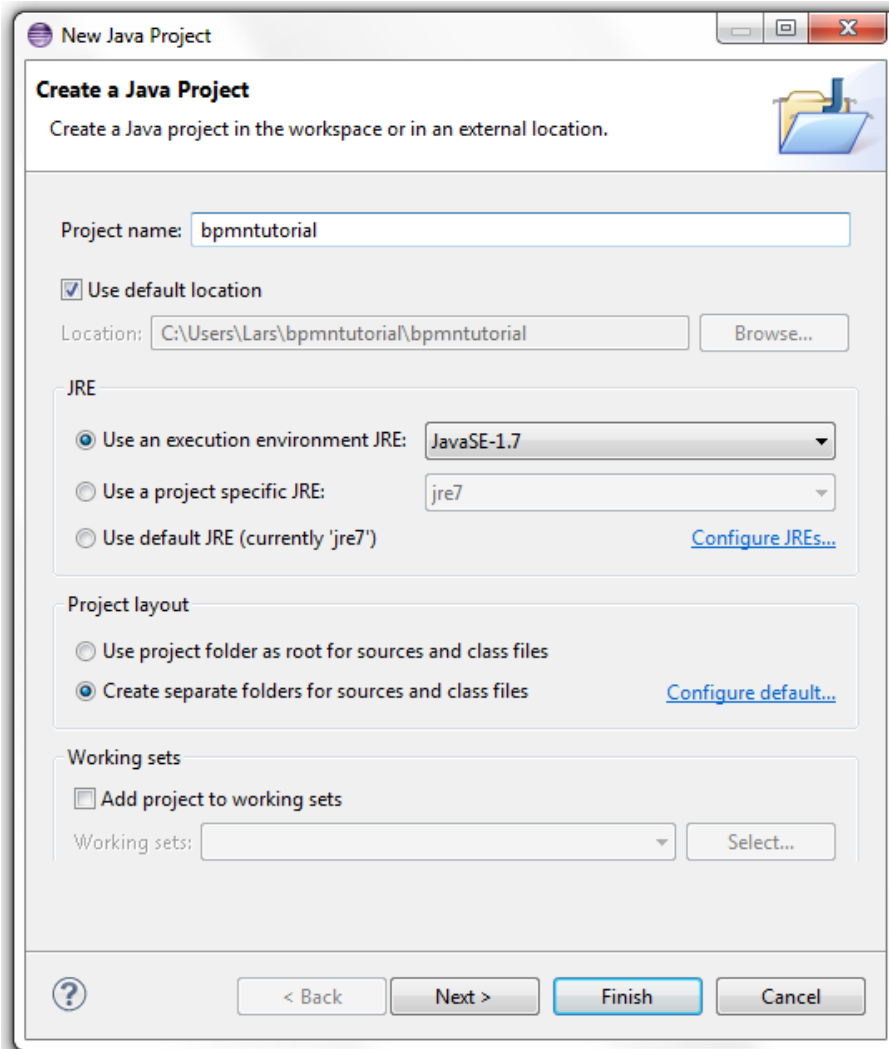 New Java Project
Create a Java Project
Create a Java project in the workspace or in an external location.
Project name: bpmntutorial
Use default location
Location: C:\Users\Lars\bpmntutorial\bpmntutorial Browse...
JRE
Use an execution environment JRE: JavaSE-1.7
Use a project specific JRE: jre7
Use default JRE (currently 'jre7') Configure JREs...
Project layout
Use project folder as root for sources and class files
Create separate folders for sources and class files Configure default...
Working sets
Add project to working sets
Working sets: Select...
? < Back Next > Finish Cancel